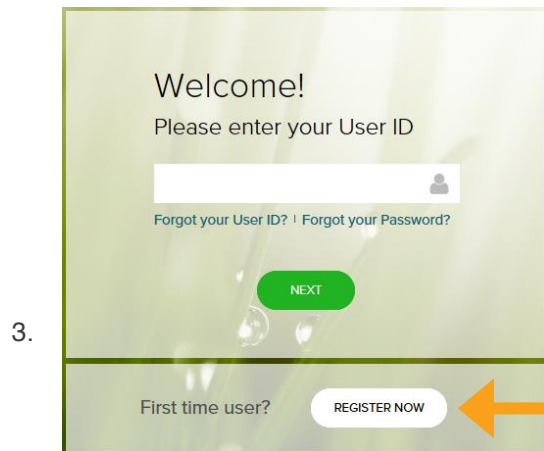 Welcome!
Please enter your User ID
Forgot your User ID? | Forgot your Password?
NEXT
3.
First time user? REGISTER NOW